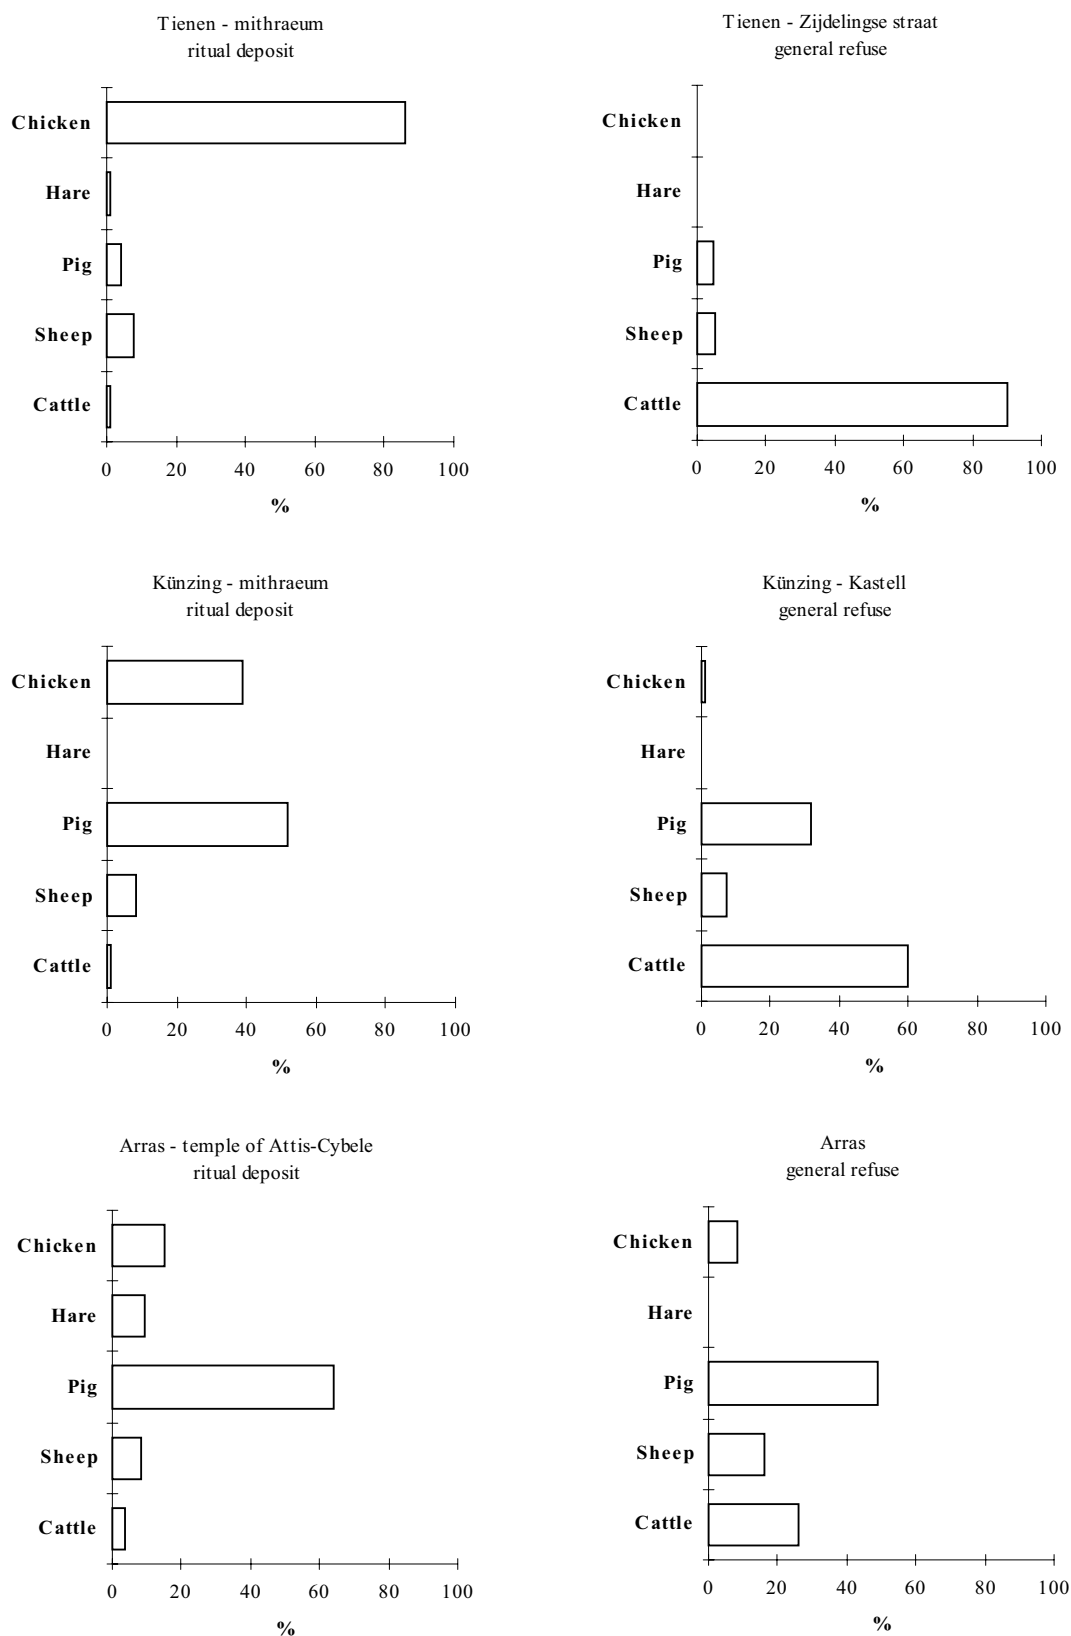 Tienen - mithraeum
ritual deposit
Chicken
Hare
Pig
Sheep
Cattle
0 20 40 60 80 100
%
Tienen - Zijdelingse straat
general refuse
Chicken
Hare
Pig
Sheep
Cattle
0 20 40 60 80 100
%
Künzing - mithraeum
ritual deposit
Chicken
Hare
Pig
Sheep
Cattle
0 20 40 60 80 100
%
Künzing - Kastell
general refuse
Chicken
Hare
Pig
Sheep
Cattle
0 20 40 60 80 100
%
Arras - temple of Attis-Cybele
ritual deposit
Chicken
Hare
Pig
Sheep
Cattle
0 20 40 60 80 100
%
Arras
general refuse
Chicken
Hare
Pig
Sheep
Cattle
0 20 40 60 80 100
%